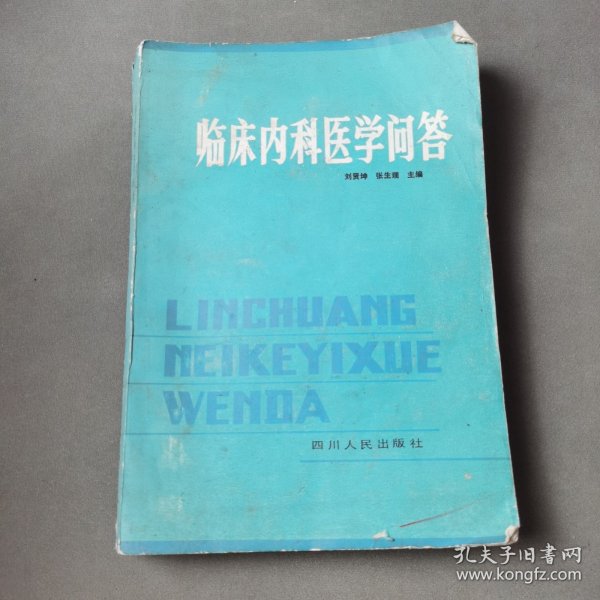 临床内科医学问答
刘贤坤 张生瑛 主编
LINCHUANG
NEIKEYIXUE
WENDA
四川人民出版社
孔夫子旧书网
www.kongfz.com